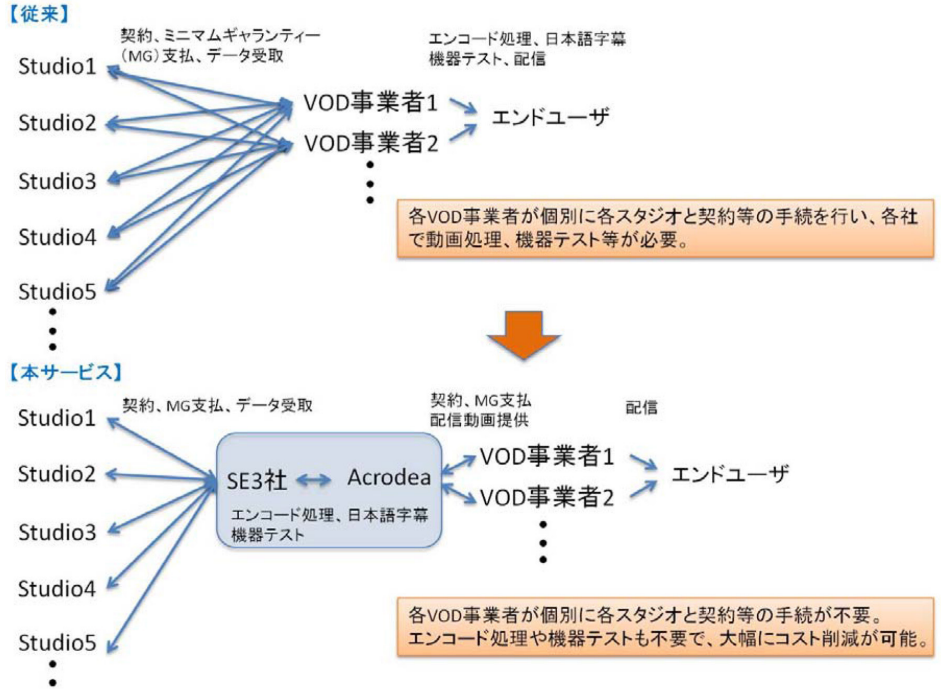 【従来】
契約、ミニマムギャランティー
(MG)支払、データ受取
エンコード処理、日本語字幕
機器テスト、配信
Studio1
Studio2
Studio3
Studio4
Studio5
VOD事業者1
VOD事業者2
エンドユーザ
各VOD事業者が個別に各スタジオと契約等の手続を行い、各社
で動画処理、機器テスト等が必要。
【本サービス】
契約、MG支払、データ受取
契約、MG支払
配信動画提供
配信
Studio1
Studio2
Studio3
Studio4
Studio5
SE3社
Acrodea
エンコード処理、日本語字幕
機器テスト
VOD事業者1
VOD事業者2
エンドユーザ
各VOD事業者が個別に各スタジオと契約等の手続が不要。
エンコード処理や機器テストも不要で、大幅にコスト削減が可能。